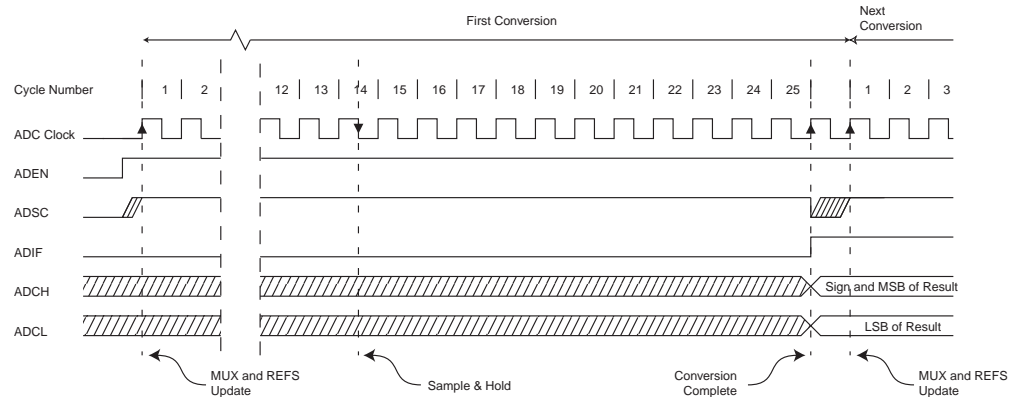 Next
Conversion
First Conversion
Cycle Number 1 2 12 13 14 15 16 17 18 19 20 21 22 23 24 25 1 2 3
ADC Clock
ADEN
ADSC
ADIF
ADCH Sign and MSB of Result
ADCL LSB of Result
MUX and REFS
Update
Sample & Hold
Conversion
Complete
MUX and REFS
Update